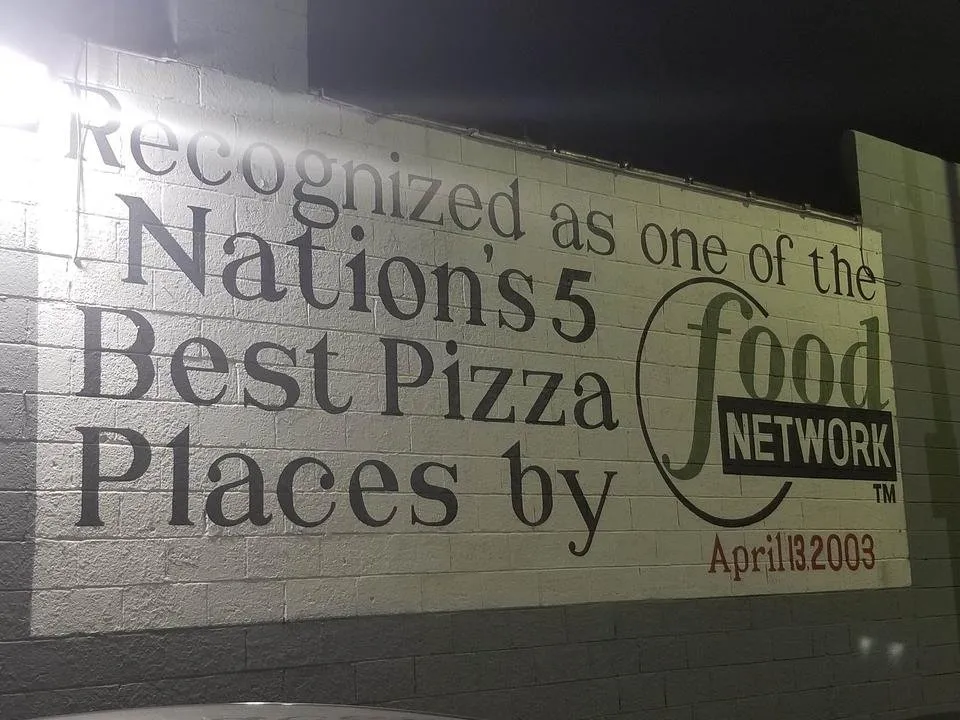 Recognized as one of the
Nation's 5
Best Pizza
Places by
food
NETWORK
TM
April 13.2003